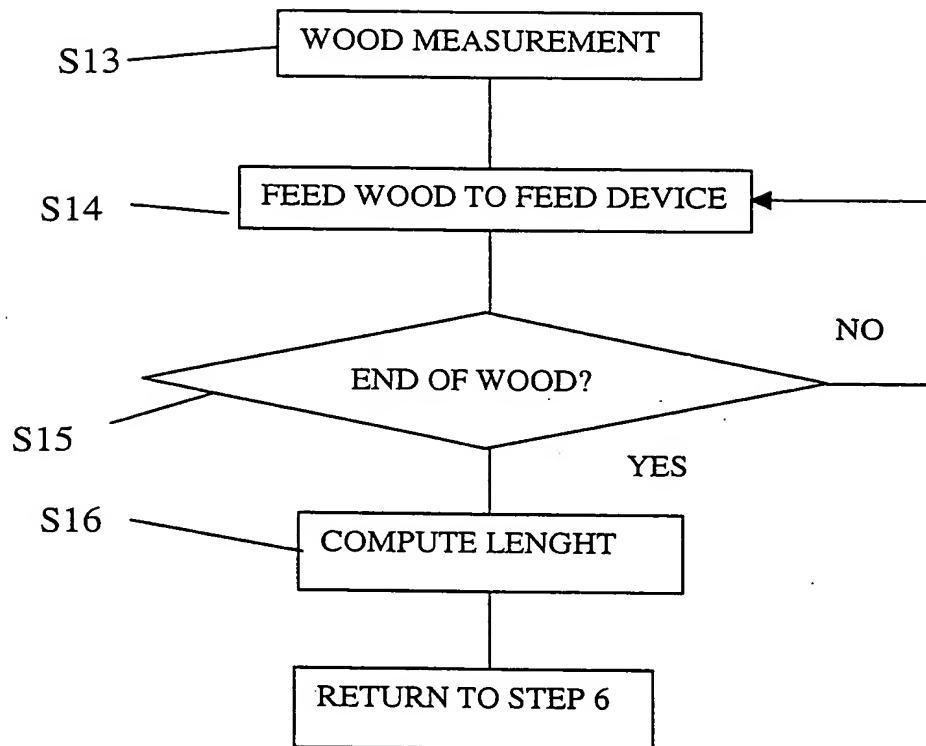 WOOD MEASUREMENT
S13
FEED WOOD TO FEED DEVICE
S14
NO
END OF WOOD?
S15
YES
S16
COMPUTE LENGHT
RETURN TO STEP 6